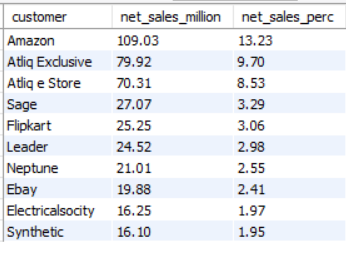 customer net_sales_million net_sales_perc
Amazon 109.03 13.23
Atliq Exclusive 79.92 9.70
Atliq e Store 70.31 8.53
Sage 27.07 3.29
Flipkart 25.25 3.06
Leader 24.52 2.98
Neptune 21.01 2.55
Ebay 19.88 2.41
Electricalsocity 16.25 1.97
Synthetic 16.10 1.95